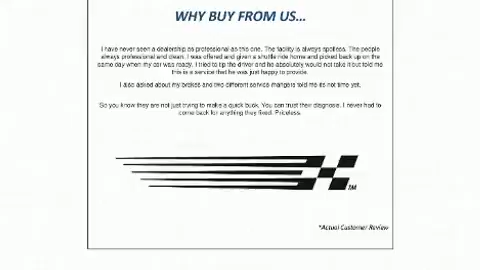 WHY BUY FROM US...
I have never seen a dealership as professional as this one. The facility is always spotless. The people
always professional and clean. I was offered and given a shuttle ride home and picked back up on the
same day when my car was ready. I tried to tip the driver and he absolutely would not take it but told me
this is a service that he was just happy to provide.
I also asked about my brakes and two different service mangers told me its not time yet.
So you know they are not just trying to make a quick buck. You can trust their diagnosis. I never had to
come back for anything they fixed. Priceless.
TM
*Actual Customer Review